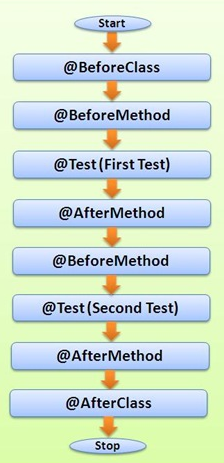 Start
@BeforeClass
@BeforeMethod
@Test(First Test)
@AfterMethod
@BeforeMethod
@Test(Second Test)
@AfterMethod
@AfterClass
Stop